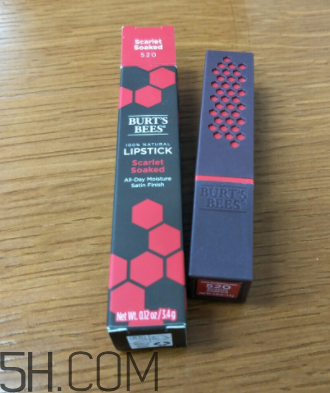 Scarlet
Soaked
520
BURT'S
BEES
100% NATURAL
LIPSTICK
Scarlet
Soaked
All-Day Moisture
Satin Finish
Net Wt. 0.12 oz / 3.4 g
BURT'S
BEES
520
5H.COM